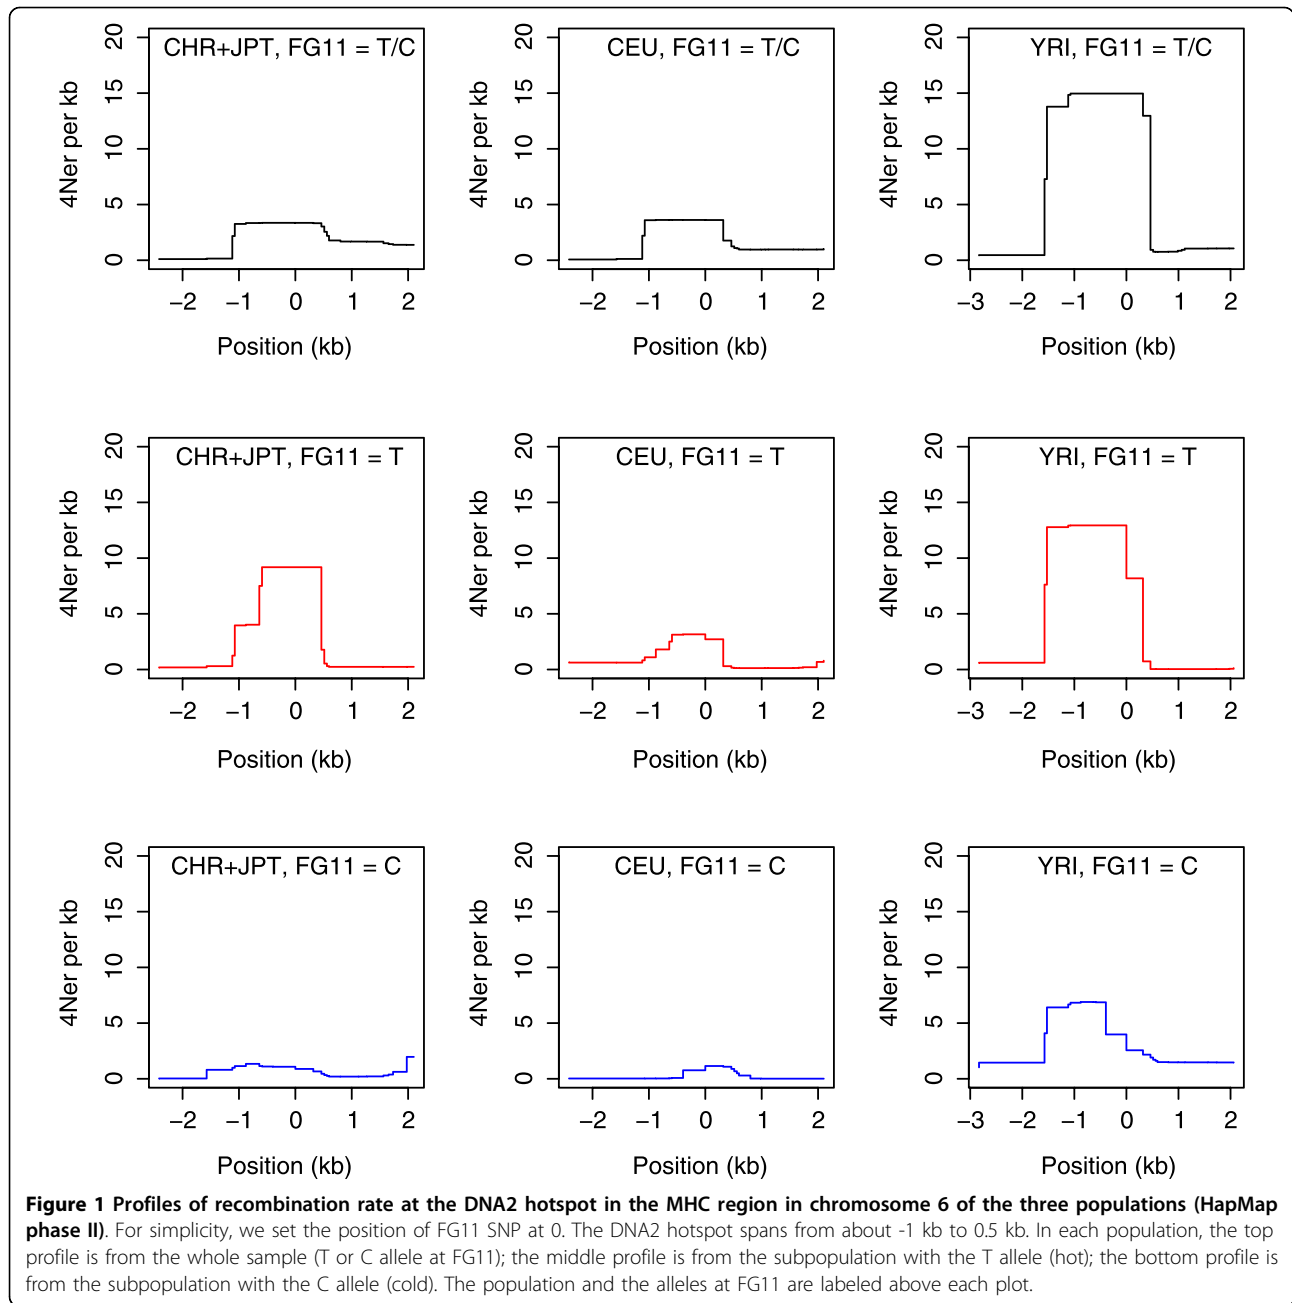 CHR+JPT, FG11 = T/C
4Ner per kb
0 5 10 15 20
−2 −1 0 1 2
Position (kb)
CEU, FG11 = T/C
4Ner per kb
0 5 10 15 20
−2 −1 0 1 2
Position (kb)
YRI, FG11 = T/C
4Ner per kb
0 5 10 15 20
−3 −2 −1 0 1 2
Position (kb)
CHR+JPT, FG11 = T
4Ner per kb
0 5 10 15 20
−2 −1 0 1 2
Position (kb)
CEU, FG11 = T
4Ner per kb
0 5 10 15 20
−2 −1 0 1 2
Position (kb)
YRI, FG11 = T
4Ner per kb
0 5 10 15 20
−3 −2 −1 0 1 2
Position (kb)
CHR+JPT, FG11 = C
4Ner per kb
0 5 10 15 20
−2 −1 0 1 2
Position (kb)
CEU, FG11 = C
4Ner per kb
0 5 10 15 20
−2 −1 0 1 2
Position (kb)
YRI, FG11 = C
4Ner per kb
0 5 10 15 20
−3 −2 −1 0 1 2
Position (kb)
Figure 1 Profiles of recombination rate at the DNA2 hotspot in the MHC region in chromosome 6 of the three populations (HapMap
phase II). For simplicity, we set the position of FG11 SNP at 0. The DNA2 hotspot spans from about -1 kb to 0.5 kb. In each population, the top
profile is from the whole sample (T or C allele at FG11); the middle profile is from the subpopulation with the T allele (hot); the bottom profile is
from the subpopulation with the C allele (cold). The population and the alleles at FG11 are labeled above each plot.